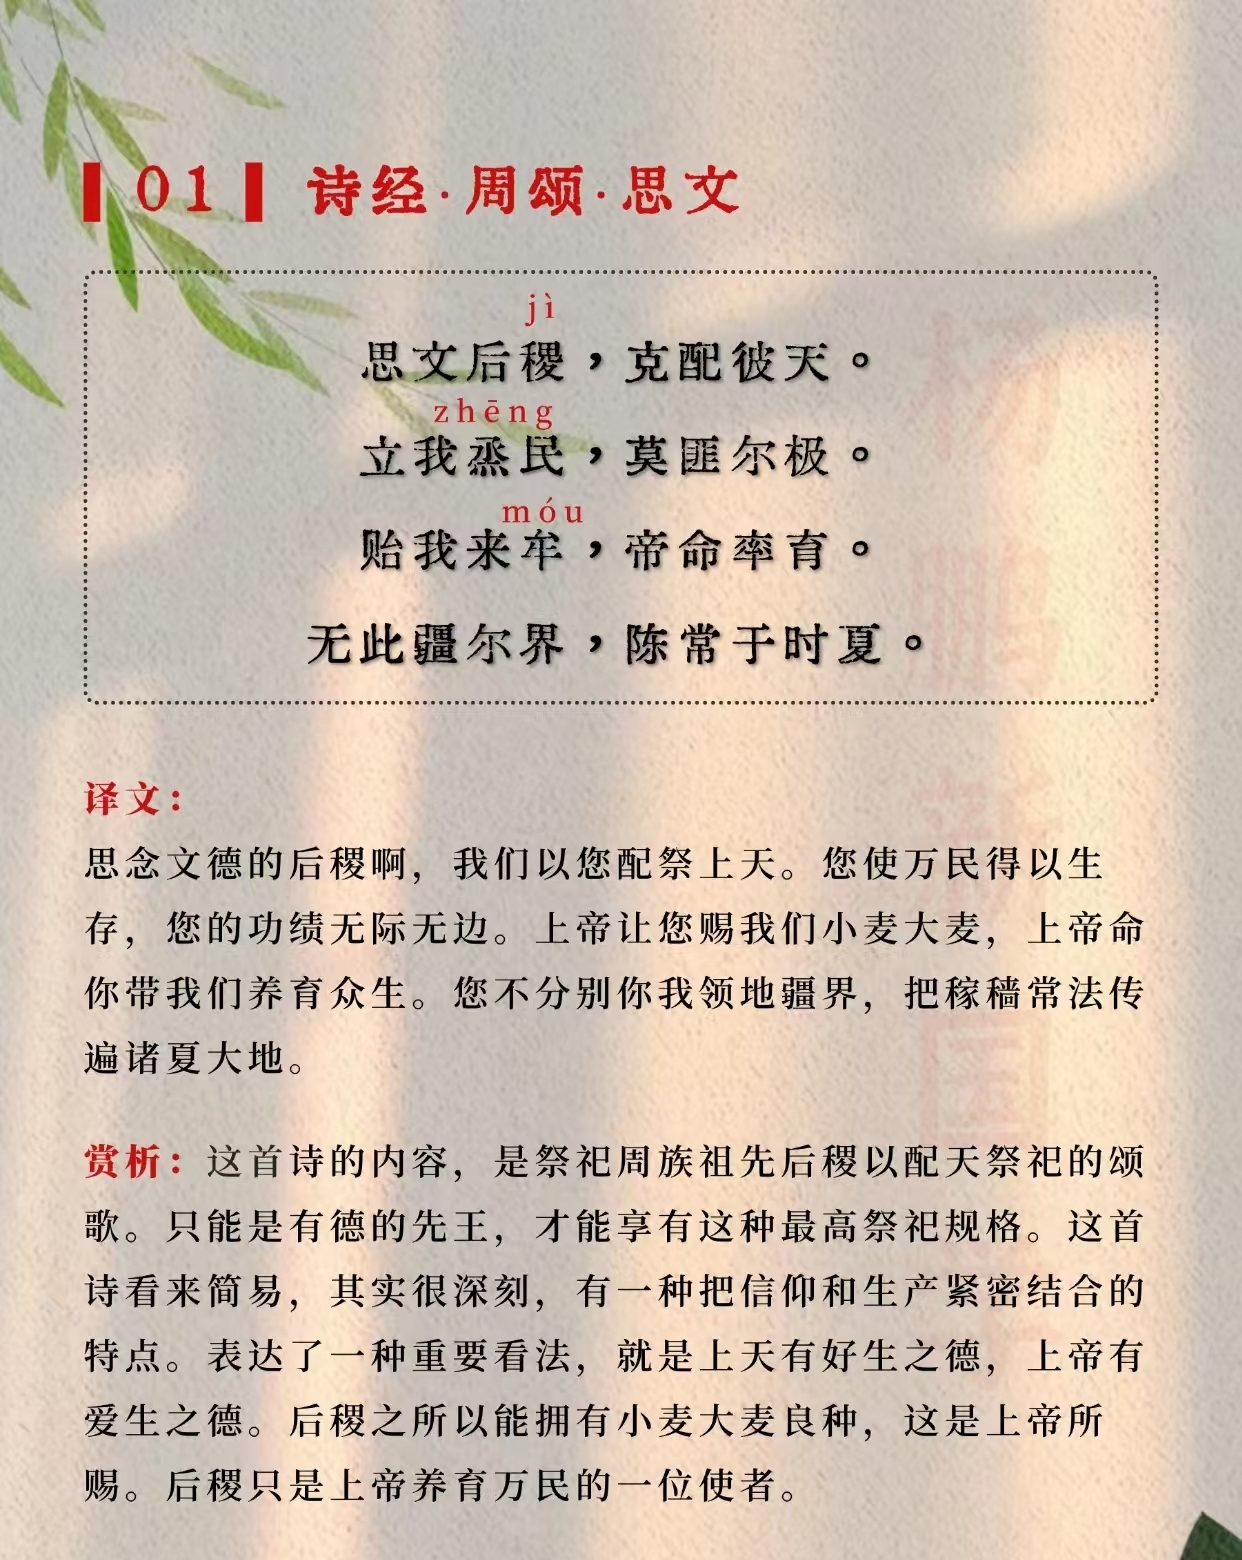 01 诗经·周颂·思文
jì
思文后稷，克配彼天。
zhēng
立我烝民，莫匪尔极。
móu
贻我来牟，帝命率育。
无此疆尔界，陈常于时夏。
译文：
思念文德的后稷啊，我们以您配祭上天。您使万民得以生
存，您的功绩无际无边。上帝让您赐我们小麦大麦，上帝命
你带我们养育众生。您不分别你我领地疆界，把稼穑常法传
遍诸夏大地。
赏析：这首诗的内容，是祭祀周族祖先后稷以配天祭祀的颂
歌。只能是有德的先王，才能享有这种最高祭祀规格。这首
诗看来简易，其实很深刻，有一种把信仰和生产紧密结合的
特点。表达了一种重要看法，就是上天有好生之德，上帝有
爱生之德。后稷之所以能拥有小麦大麦良种，这是上帝所
赐。后稷只是上帝养育万民的一位使者。